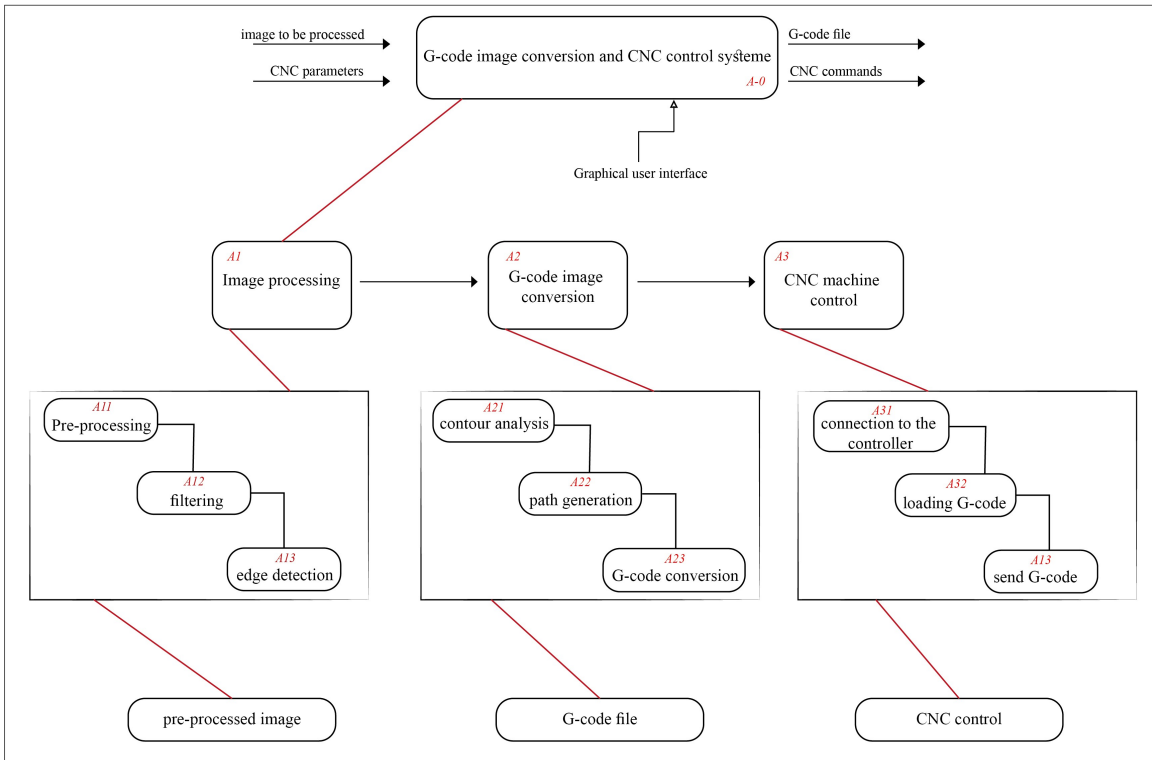 image to be processed
CNC parameters
G-code image conversion and CNC control systeme
A-0
G-code file
CNC commands
Graphical user interface
A1
Image processing
A2
G-code image
conversion
A3
CNC machine
control
A11
Pre-processing
A12
filtering
A13
edge detection
A21
contour analysis
A22
path generation
A23
G-code conversion
A31
connection to the
controller
A32
loading G-code
A13
send G-code
pre-processed image
G-code file
CNC control